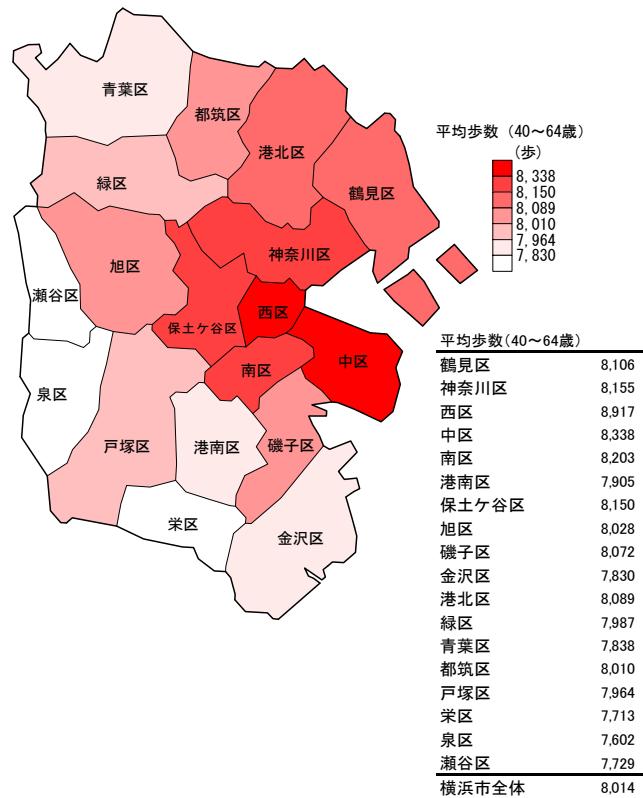 青葉区
都筑区
港北区
緑区
鶴見区
神奈川区
旭区
瀬谷区
西区
保土ケ谷区
中区
南区
泉区
戸塚区
港南区
磯子区
栄区
金沢区
平均歩数(40～64歳)
(歩)
8,338
8,150
8,089
8,010
7,964
7,830
平均歩数(40～64歳)
鶴見区 8,106
神奈川区 8,155
西区 8,917
中区 8,338
南区 8,203
港南区 7,905
保土ケ谷区 8,150
旭区 8,028
磯子区 8,072
金沢区 7,830
港北区 8,089
緑区 7,987
青葉区 7,838
都筑区 8,010
戸塚区 7,964
栄区 7,713
泉区 7,602
瀬谷区 7,729
横浜市全体 8,014